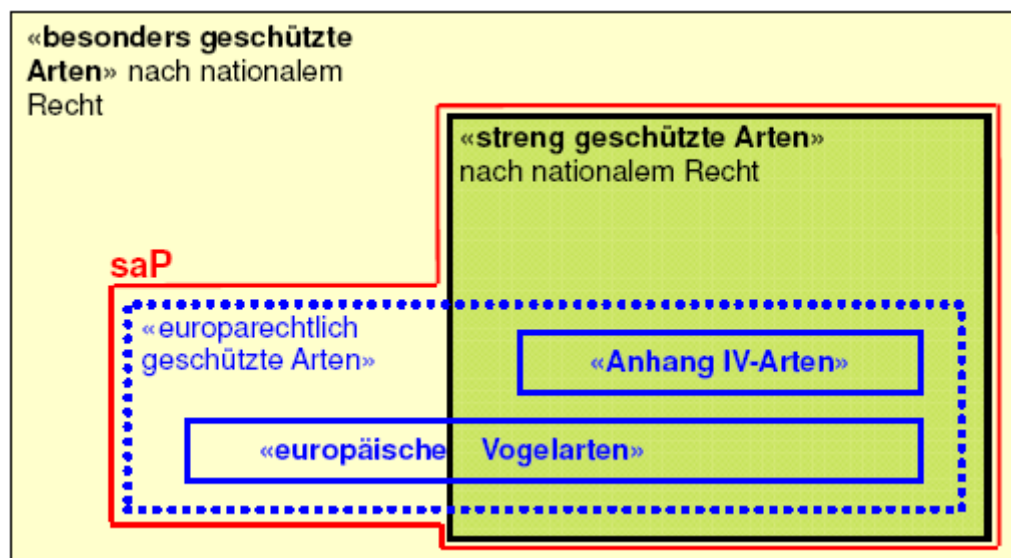 «besonders geschützte
Arten» nach nationalem
Recht
«streng geschützte Arten»
nach nationalem Recht
saP
«europarechtlich
geschützte Arten»
«Anhang IV-Arten»
«europäische Vogelarten»